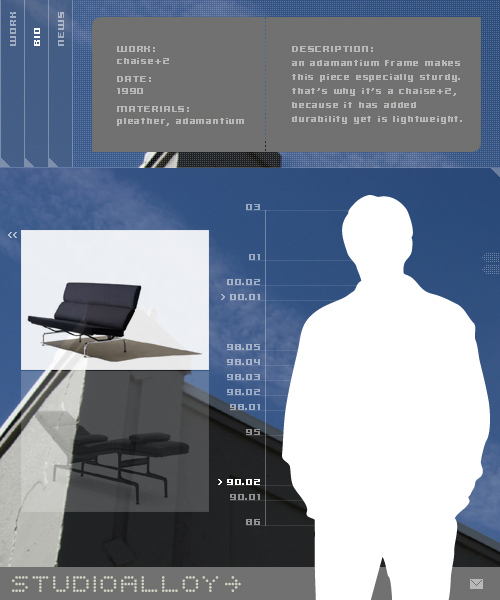 WORK
BIO
NEWS
WORK:
chaise+2
DATE:
1990
MATERIALS:
pleather, adamantium
DESCRIPTION:
an adamantium frame makes
this piece especially sturdy.
that's why it's a chaise+2,
because it has added
durability yet is lightweight.
«
03
01
00.02
> 00.01
98.05
98.04
98.03
98.02
98.01
95
> 90.02
90.01
86
STUDIOALLOY